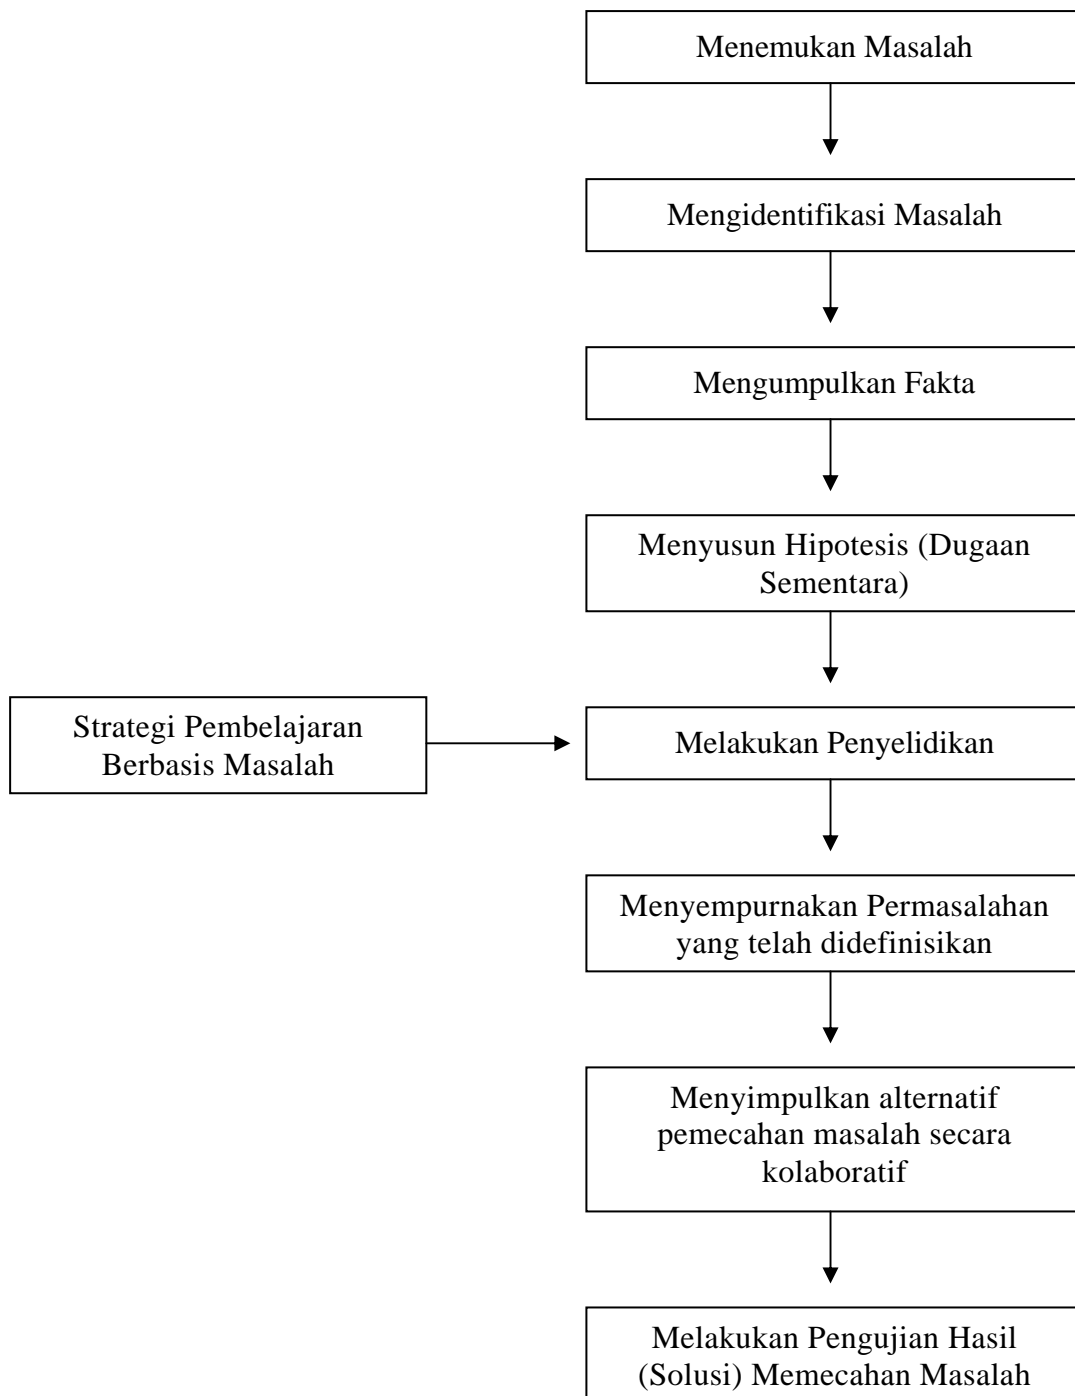 Menemukan Masalah
Mengidentifikasi Masalah
Mengumpulkan Fakta
Menyusun Hipotesis (Dugaan
Sementara)
Strategi Pembelajaran
Berbasis Masalah
Melakukan Penyelidikan
Menyempurnakan Permasalahan
yang telah didefinisikan
Menyimpulkan alternatif
pemecahan masalah secara
kolaboratif
Melakukan Pengujian Hasil
(Solusi) Memecahan Masalah